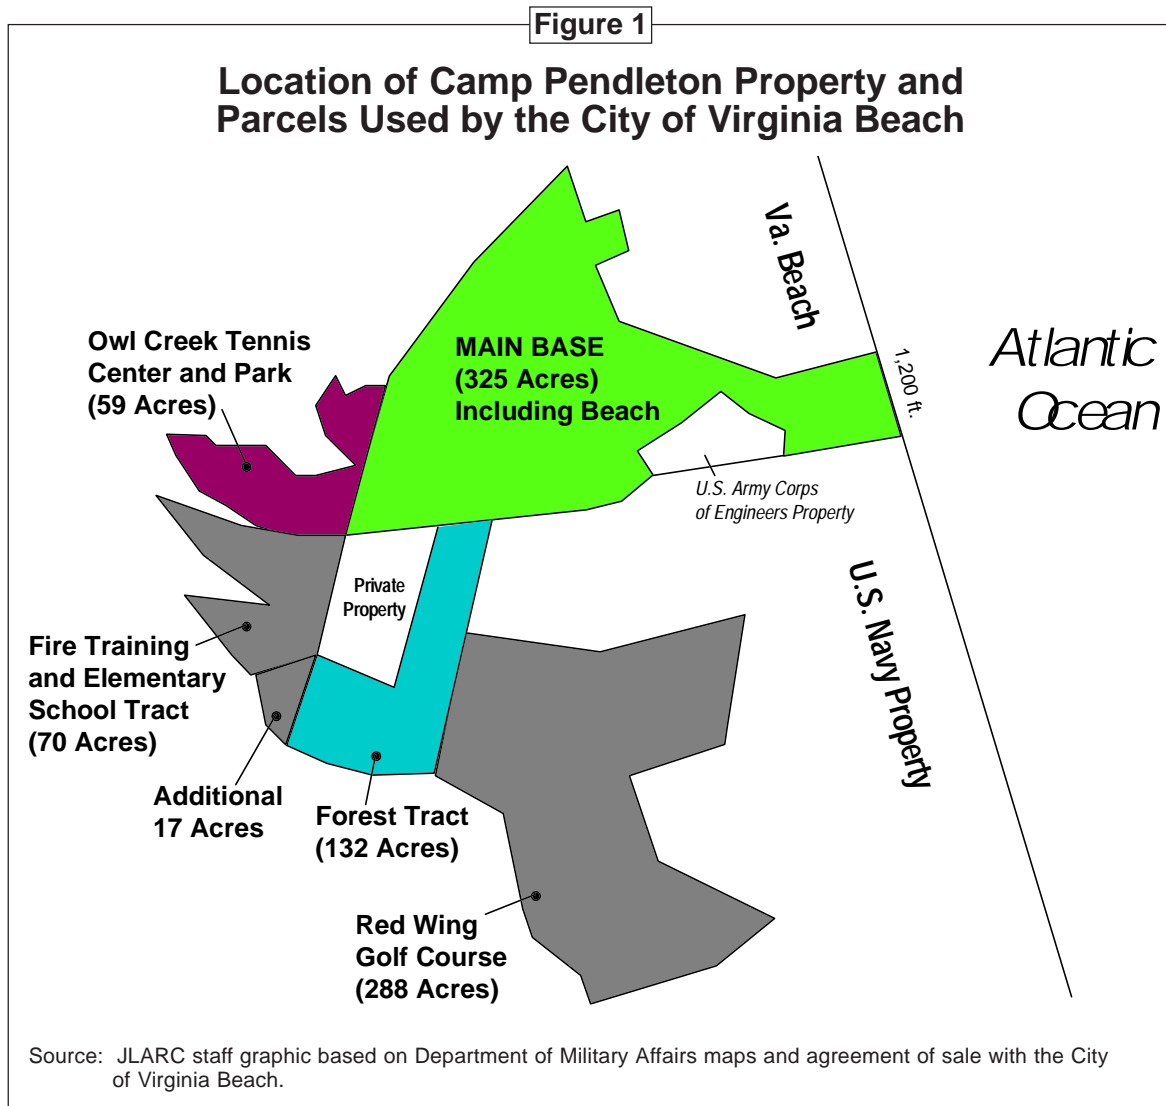 Figure 1
Location of Camp Pendleton Property and
Parcels Used by the City of Virginia Beach
Va. Beach
Owl Creek Tennis
Center and Park
(59 Acres)
MAIN BASE
(325 Acres)
Including Beach
1,200 ft.
Atlantic
Ocean
U.S. Army Corps
of Engineers Property
Private
Property
U.S. Navy Property
Fire Training
and Elementary
School Tract
(70 Acres)
Additional
17 Acres
Forest Tract
(132 Acres)
Red Wing
Golf Course
(288 Acres)
Source: JLARC staff graphic based on Department of Military Affairs maps and agreement of sale with the City
of Virginia Beach.